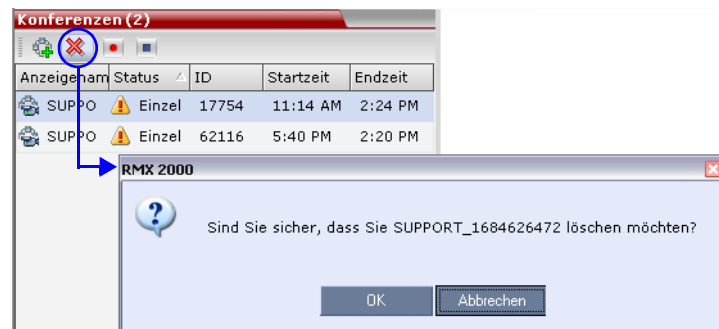 Konferenzen (2)
Anzeigenam Status ID Startzeit Endzeit
SUPPO Einzel 17754 11:14 AM 2:24 PM
SUPPO Einzel 62116 5:40 PM 2:20 PM
RMX 2000
Sind Sie sicher, dass Sie SUPPORT_1684626472 löschen möchten?
OK Abbrechen